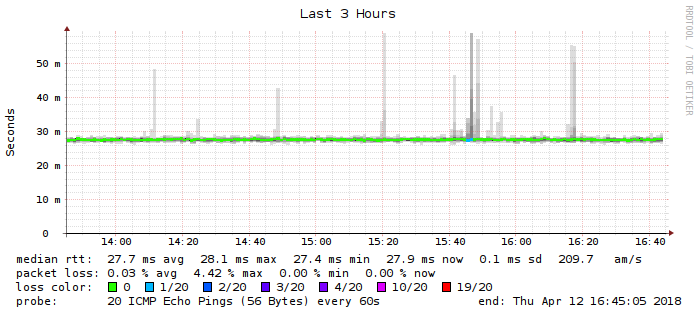 Last 3 Hours
RRDTOOL / TOBI OETIKER
Seconds
50 m
40 m
30 m
20 m
10 m
0
14:00 14:20 14:40 15:00 15:20 15:40 16:00 16:20 16:40
median rtt: 27.7 ms avg 28.1 ms max 27.4 ms min 27.9 ms now 0.1 ms sd 209.7 am/s
packet loss: 0.03 % avg 4.42 % max 0.00 % min 0.00 % now
loss color: 0 1/20 2/20 3/20 4/20 10/20 19/20
probe: 20 ICMP Echo Pings (56 Bytes) every 60s end: Thu Apr 12 16:45:05 2018